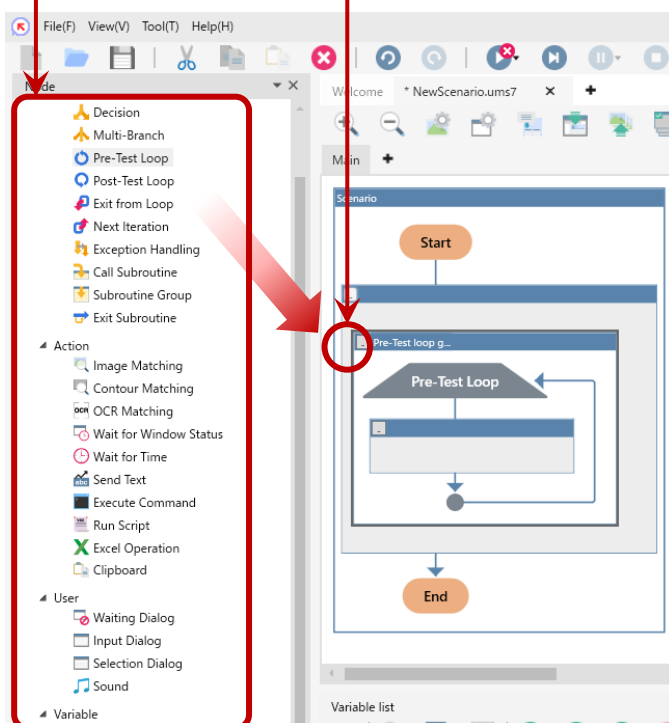 File(F) View(V) Tool(T) Help(H)
Node
Welcome * NewScenario.ums7
Decision
Multi-Branch
Main
Pre-Test Loop
Post-Test Loop
Exit from Loop
Scenario
Next Iteration
Start
Exception Handling
Call Subroutine
Subroutine Group
Exit Subroutine
Action
Pre-Test loop g...
Image Matching
Pre-Test Loop
Contour Matching
OCR OCR Matching
Wait for Window Status
Wait for Time
abc Send Text
Execute Command
Run Script
Excel Operation
Clipboard
User
End
Waiting Dialog
Input Dialog
Selection Dialog
Sound
Variable list
Variable